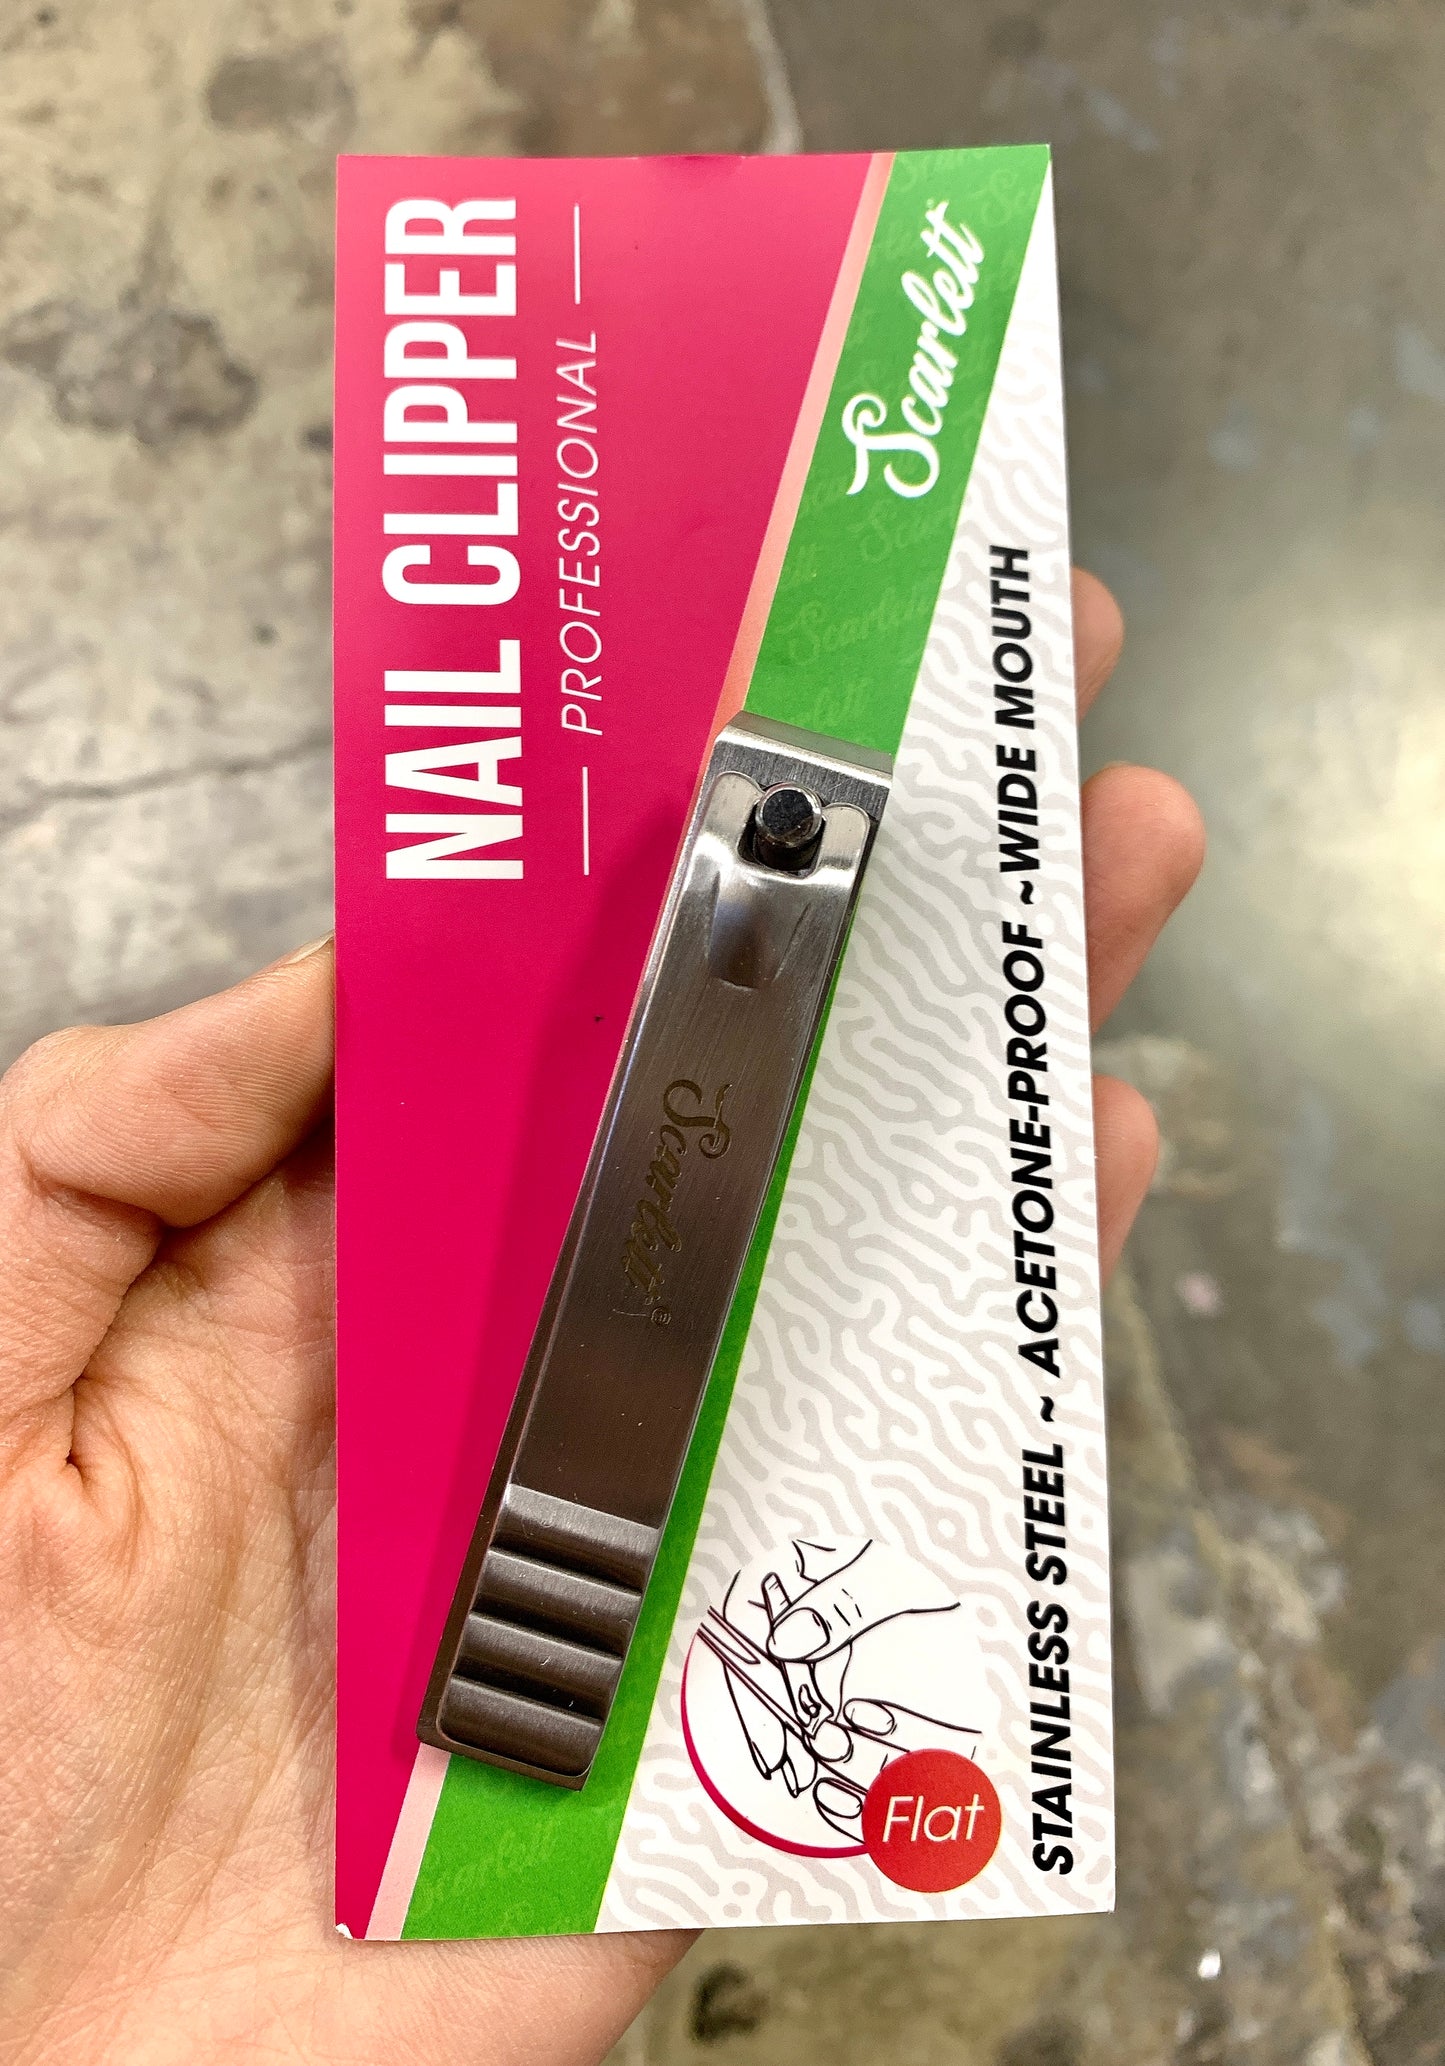 NAIL CLIPPER
PROFESSIONAL
Scarlett
Scarlett®
STAINLESS STEEL ~ ACETONE-PROOF ~WIDE MOUTH
Flat